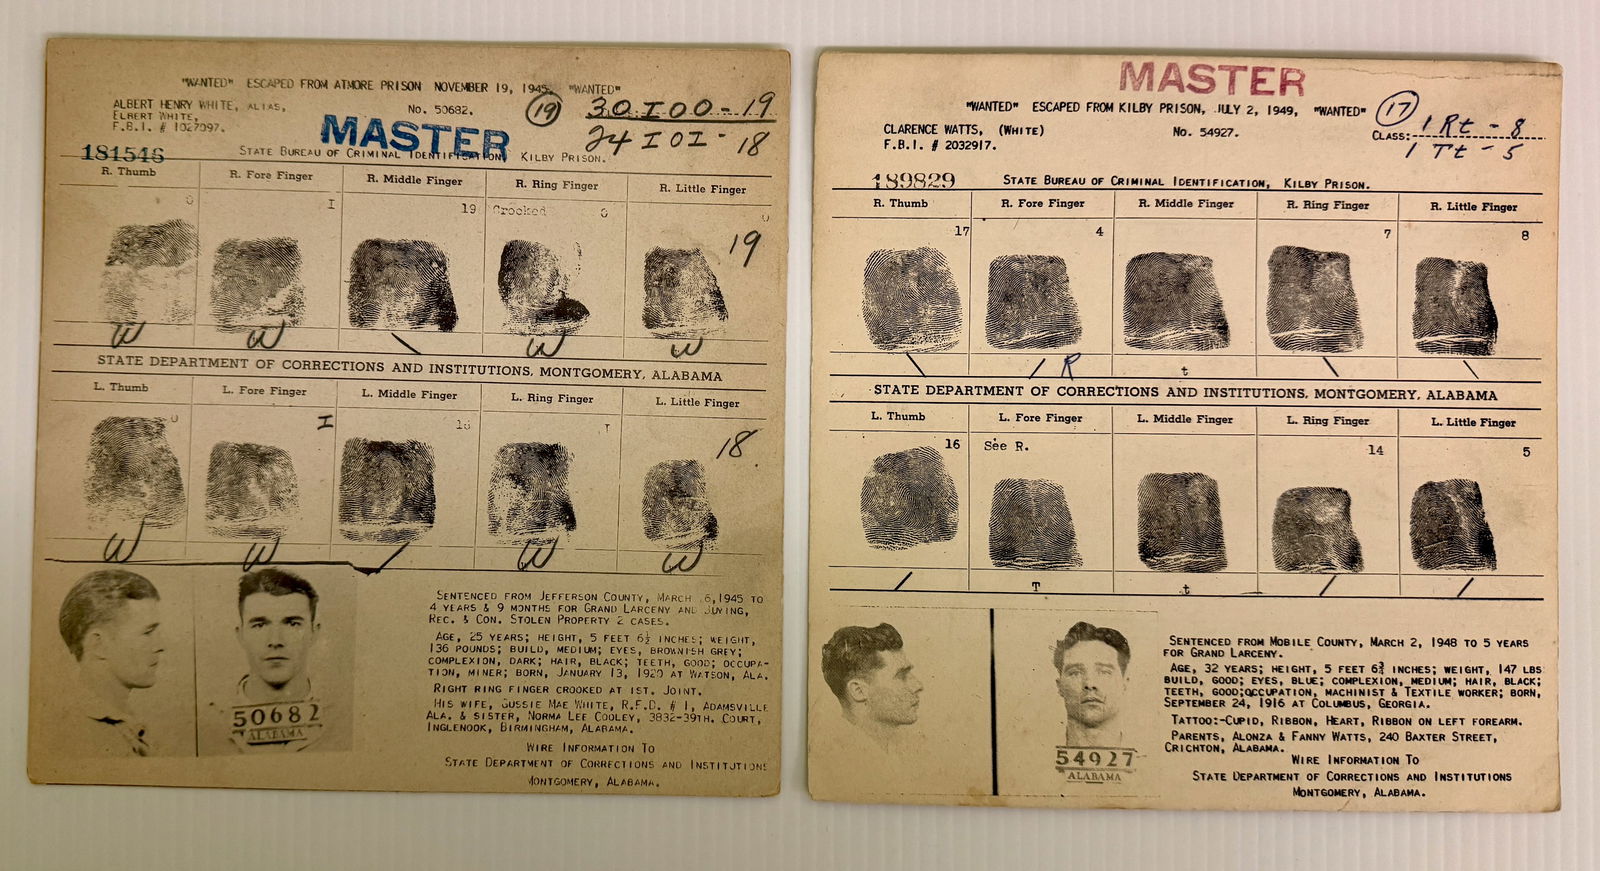 "WANTED" ESCAPED FROM ATMORE PRISON NOVEMBER 19, 1945, "WANTED"
ALBERT HENRY WHITE, ALIAS,
ELBERT WHITE,
F.B.I. # 1027097.
No. 50682.
19
30 I OO - 19
24 I OI - 18
MASTER
181546
STATE BUREAU OF CRIMINAL IDENTIFICATION, KILBY PRISON.
R. Thumb R. Fore Finger R. Middle Finger R. Ring Finger R. Little Finger
O I 19 Crooked O O
19
W W \ W W
STATE DEPARTMENT OF CORRECTIONS AND INSTITUTIONS, MONTGOMERY, ALABAMA
L. Thumb L. Fore Finger L. Middle Finger L. Ring Finger L. Little Finger
O I 18 I
18
W W / W W
50682
ALABAMA
SENTENCED FROM JEFFERSON COUNTY, MARCH 6,1945 TO
4 YEARS & 9 MONTHS FOR GRAND LARCENY AND BUYING,
REC. & CON. STOLEN PROPERTY 2 CASES.
AGE, 25 YEARS; HEIGHT, 5 FEET 6½ INCHES; WEIGHT,
136 POUNDS; BUILD, MEDIUM; EYES, BROWNISH GREY;
COMPLEXION, DARK; HAIR, BLACK; TEETH, GOOD; OCCUPA-
TION, MINER; BORN, JANUARY 13, 1920 AT WATSON, ALA.
RIGHT RING FINGER CROOKED AT 1ST. JOINT.
HIS WIFE, GUSSIE MAE WHITE, R.F.D. # 1, ADAMSVILLE
ALA. & SISTER, NORMA LEE COOLEY, 3832-39TH. COURT,
INGLENOOK, BIRMINGHAM, ALABAMA.
WIRE INFORMATION TO
STATE DEPARTMENT OF CORRECTIONS AND INSTITUTIONS
MONTGOMERY, ALABAMA.
MASTER
"WANTED" ESCAPED FROM KILBY PRISON, JULY 2, 1949, "WANTED"
17
CLARENCE WATTS, (WHITE)
F.B.I. # 2032917.
No. 54927.
CLASS: 1 Rt - 8
1 Tt - 5
189829
STATE BUREAU OF CRIMINAL IDENTIFICATION, KILBY PRISON.
R. Thumb R. Fore Finger R. Middle Finger R. Ring Finger R. Little Finger
17 4 7 8
\ / R t \ \
STATE DEPARTMENT OF CORRECTIONS AND INSTITUTIONS, MONTGOMERY, ALABAMA
L. Thumb L. Fore Finger L. Middle Finger L. Ring Finger L. Little Finger
16 See R. 14 5
/ T t / /
54927
ALABAMA
SENTENCED FROM MOBILE COUNTY, MARCH 2, 1948 TO 5 YEARS
FOR GRAND LARCENY.
AGE, 32 YEARS; HEIGHT, 5 FEET 6¾ INCHES; WEIGHT, 147 LBS
BUILD, GOOD; EYES, BLUE; COMPLEXION, MEDIUM; HAIR, BLACK;
TEETH, GOOD;OCCUPATION, MACHINIST & TEXTILE WORKER; BORN,
SEPTEMBER 24, 1916 AT COLUMBUS, GEORGIA.
TATTOO:-CUPID, RIBBON, HEART, RIBBON ON LEFT FOREARM.
PARENTS, ALONZA & FANNY WATTS, 240 BAXTER STREET,
CRICHTON, ALABAMA.
WIRE INFORMATION TO
STATE DEPARTMENT OF CORRECTIONS AND INSTITUTIONS
MONTGOMERY, ALABAMA.